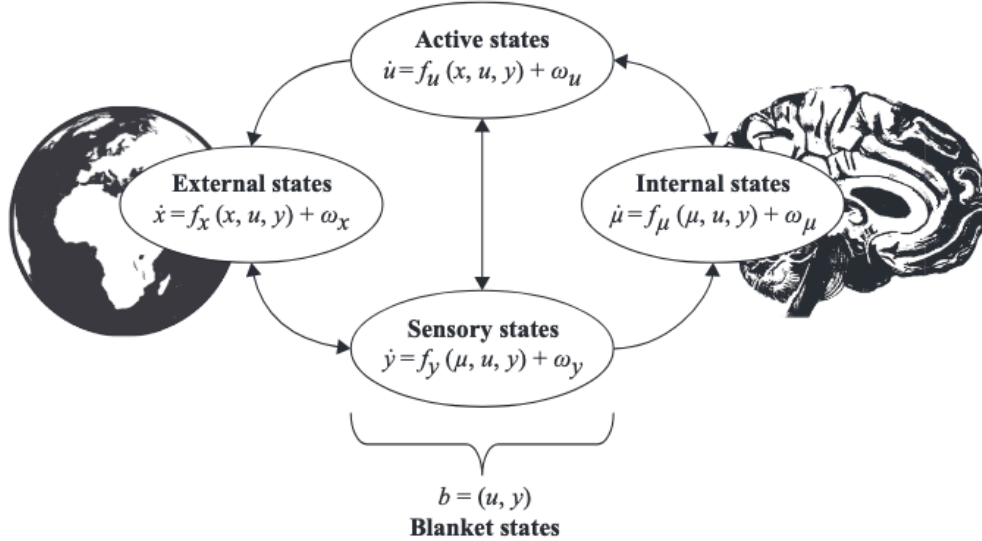 Active states
u̇ = f_u (x, u, y) + ω_u
External states
ẋ = f_x (x, u, y) + ω_x
Internal states
μ̇ = f_μ (μ, u, y) + ω_μ
Sensory states
ẏ = f_y (μ, u, y) + ω_y
b = (u, y)
Blanket states